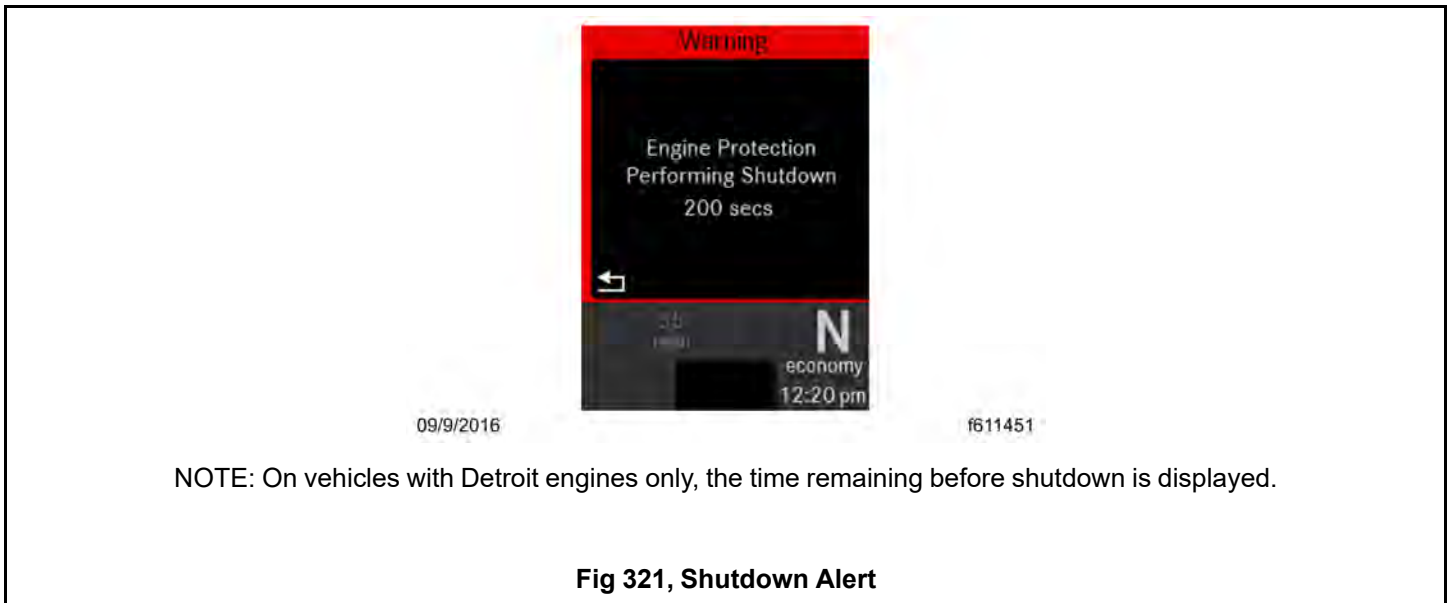 Warning
Engine Protection
Performing Shutdown
200 secs
N
economy
12:20 pm
09/9/2016
f611451
NOTE: On vehicles with Detroit engines only, the time remaining before shutdown is displayed.
Fig 321, Shutdown Alert